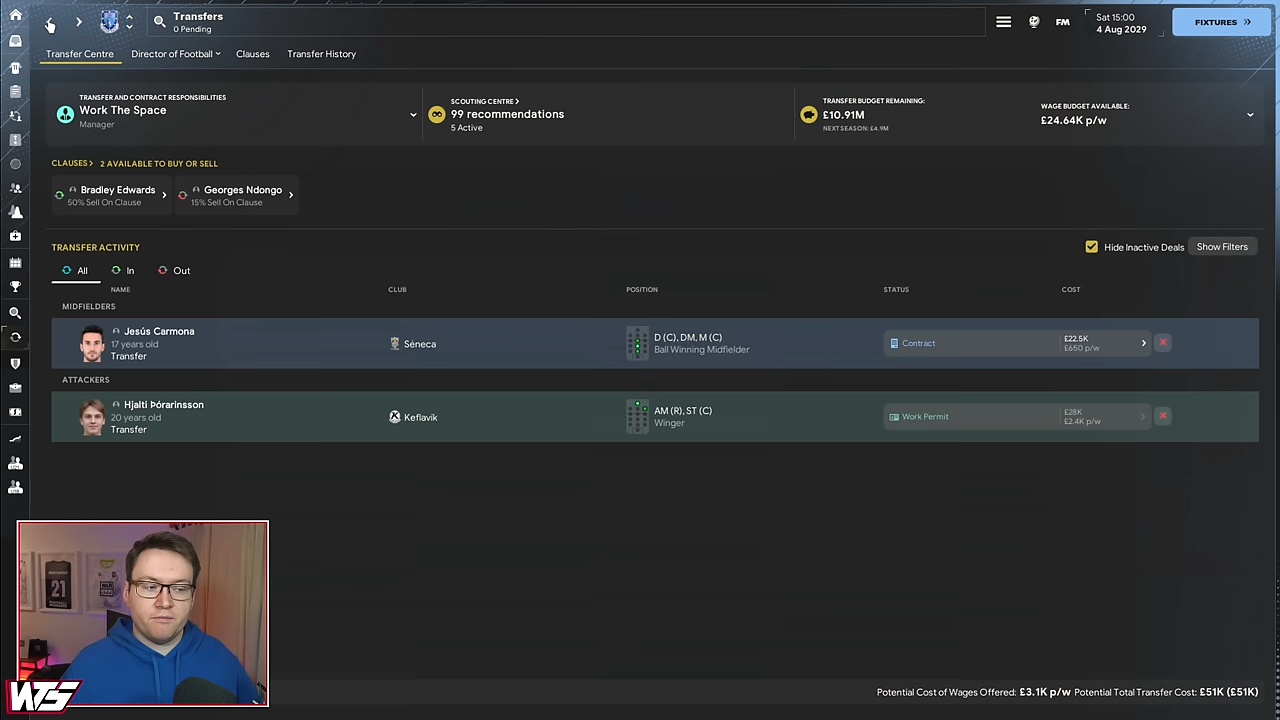 Transfers
0 Pending
FM
Sat 15:00
4 Aug 2029
FIXTURES
Transfer Centre
Director of Football
Clauses
Transfer History
TRANSFER AND CONTRACT RESPONSIBILITIES
Work The Space
Manager
SCOUTING CENTRE >
99 recommendations
5 Active
TRANSFER BUDGET REMAINING:
£10.91M
NEXT SEASON: £4.9M
WAGE BUDGET AVAILABLE:
£24.64K p/w
CLAUSES > 2 AVAILABLE TO BUY OR SELL
Bradley Edwards
50% Sell On Clause
Georges Ndongo
15% Sell On Clause
TRANSFER ACTIVITY
Hide Inactive Deals
Show Filters
All
In
Out
NAME
CLUB
POSITION
STATUS
COST
MIDFIELDERS
Jesús Carmona
17 years old
Transfer
Séneca
D (C), DM, M (C)
Ball Winning Midfielder
Contract
£22.5K
£650 p/w
ATTACKERS
Hjalti Þórarinsson
20 years old
Transfer
Keflavik
AM (R), ST (C)
Winger
Work Permit
£28K
£2.4K p/w
21
WTS
Potential Cost of Wages Offered: £3.1K p/w Potential Total Transfer Cost: £51K (£51K)